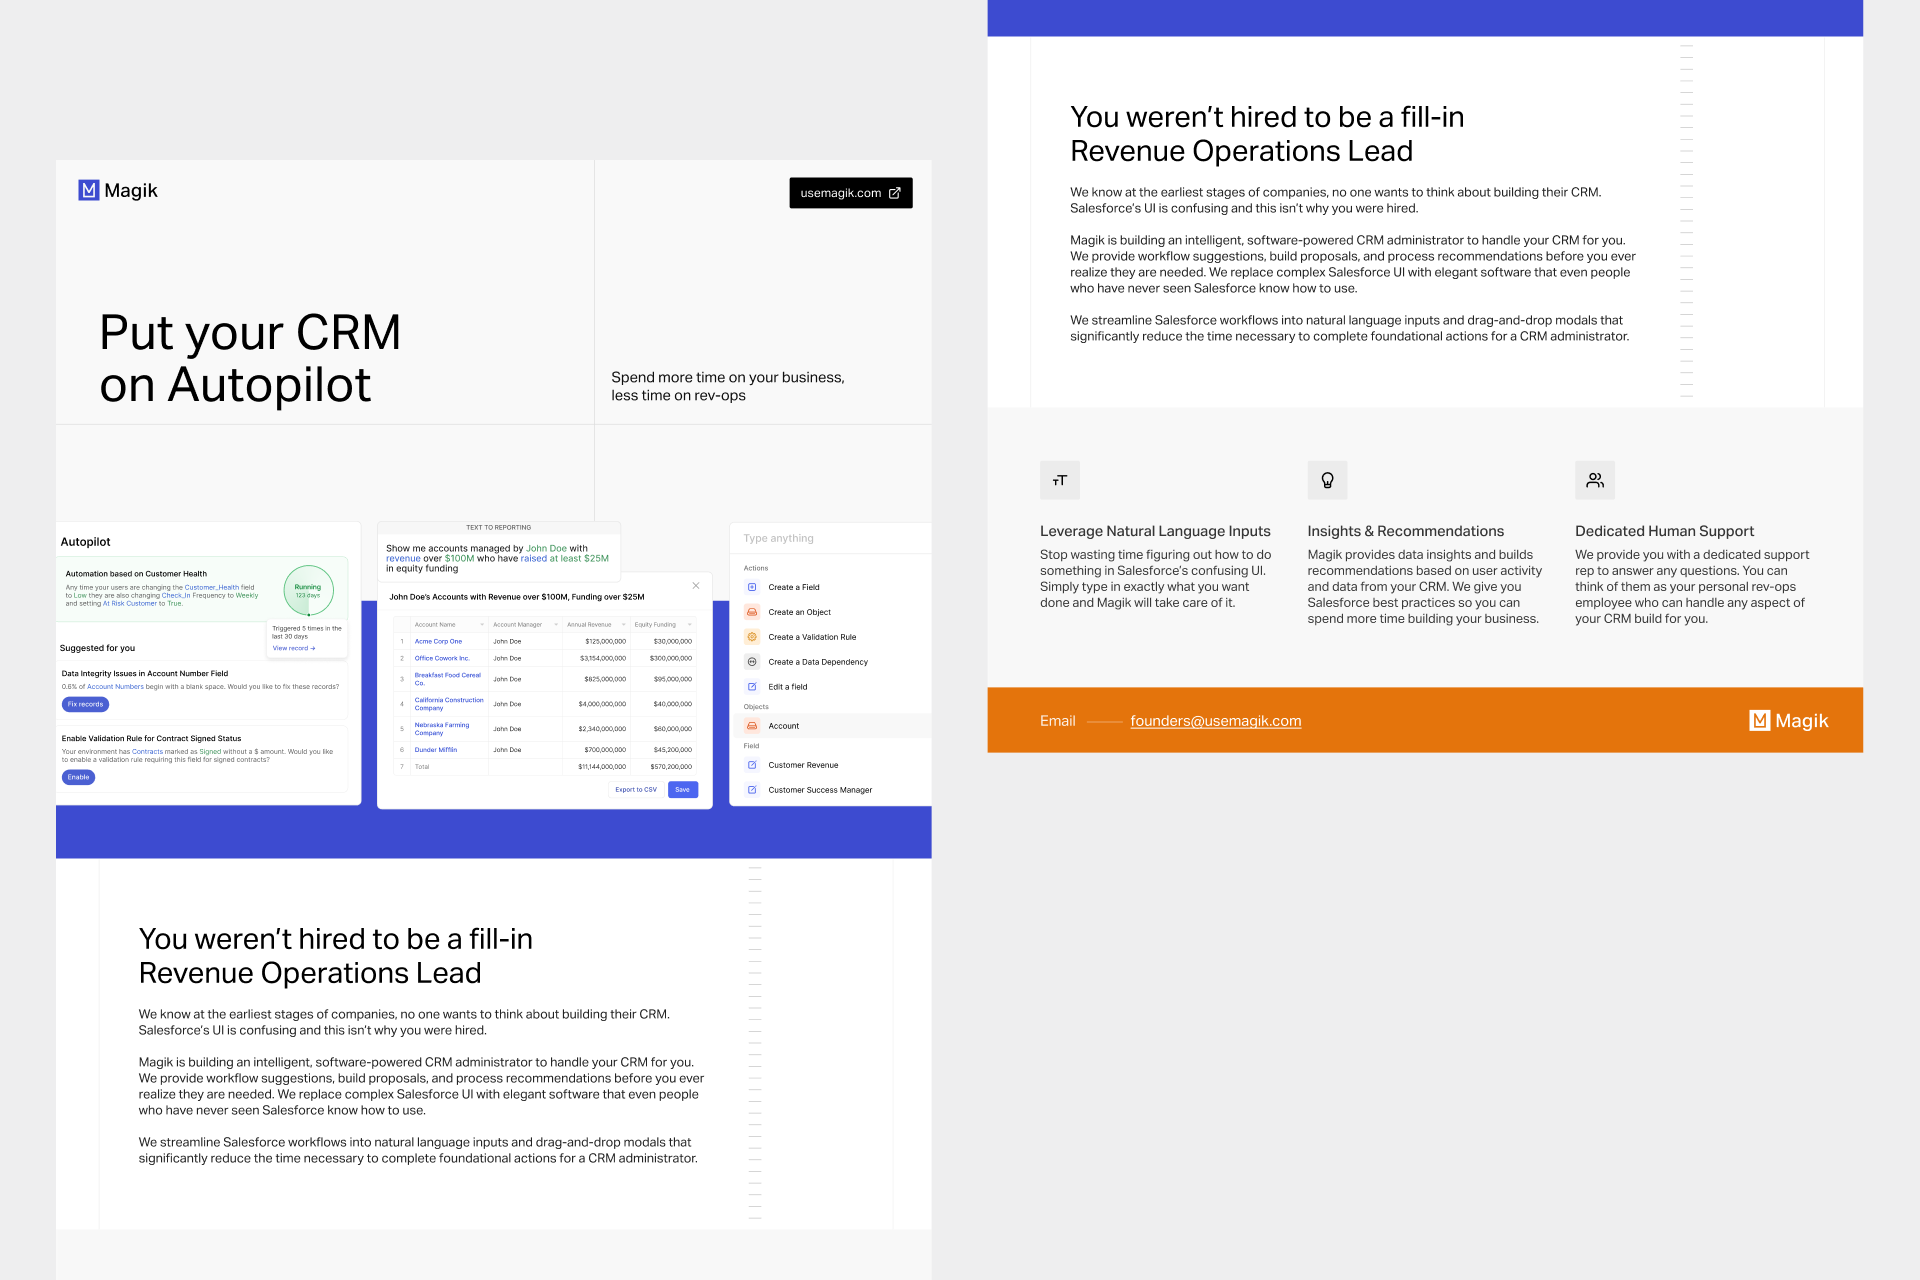 Magik
usemagik.com
Put your CRM
on Autopilot
Spend more time on your business,
less time on rev-ops
Autopilot
Automation based on Customer Health
Any time your users are changing the Customer_Health field
to Low they are also changing Check_In Frequency to Weekly
and setting At Risk Customer to True.
Running
123 days
Triggered 5 times in the
last 30 days
View record →
Suggested for you
Data Integrity Issues in Account Number Field
0.6% of Account Numbers begin with a blank space. Would you like to fix these records?
Fix records
Enable Validation Rule for Contract Signed Status
Your environment has Contracts marked as Signed without a $ amount. Would you like
to enable a validation rule requiring this field for signed contracts?
Enable
TEXT TO REPORTING
Show me accounts managed by John Doe with
revenue over $100M who have raised at least $25M
in equity funding
John Doe's Accounts with Revenue over $100M, Funding over $25M
Account Name Account Manager Annual Revenue Equity Funding
1 Acme Corp One John Doe $125,000,000 $30,000,000
2 Office Cowork Inc. John Doe $3,154,000,000 $300,000,000
3 Breakfast Food Cereal Co. John Doe $825,000,000 $95,000,000
4 California Construction Company John Doe $4,000,000,000 $40,000,000
5 Nebraska Farming Company John Doe $2,340,000,000 $60,000,000
6 Dunder Mifflin John Doe $700,000,000 $45,200,000
7 Total $11,144,000,000 $570,200,000
Export to CSV Save
Type anything
Actions
Create a Field
Create an Object
Create a Validation Rule
Create a Data Dependency
Edit a field
Objects
Account
Field
Customer Revenue
Customer Success Manager
You weren't hired to be a fill-in
Revenue Operations Lead
We know at the earliest stages of companies, no one wants to think about building their CRM.
Salesforce's UI is confusing and this isn't why you were hired.
Magik is building an intelligent, software-powered CRM administrator to handle your CRM for you.
We provide workflow suggestions, build proposals, and process recommendations before you ever
realize they are needed. We replace complex Salesforce UI with elegant software that even people
who have never seen Salesforce know how to use.
We streamline Salesforce workflows into natural language inputs and drag-and-drop modals that
significantly reduce the time necessary to complete foundational actions for a CRM administrator.
You weren't hired to be a fill-in
Revenue Operations Lead
We know at the earliest stages of companies, no one wants to think about building their CRM.
Salesforce's UI is confusing and this isn't why you were hired.
Magik is building an intelligent, software-powered CRM administrator to handle your CRM for you.
We provide workflow suggestions, build proposals, and process recommendations before you ever
realize they are needed. We replace complex Salesforce UI with elegant software that even people
who have never seen Salesforce know how to use.
We streamline Salesforce workflows into natural language inputs and drag-and-drop modals that
significantly reduce the time necessary to complete foundational actions for a CRM administrator.
Leverage Natural Language Inputs
Stop wasting time figuring out how to do
something in Salesforce's confusing UI.
Simply type in exactly what you want
done and Magik will take care of it.
Insights & Recommendations
Magik provides data insights and builds
recommendations based on user activity
and data from your CRM. We give you
Salesforce best practices so you can
spend more time building your business.
Dedicated Human Support
We provide you with a dedicated support
rep to answer any questions. You can
think of them as your personal rev-ops
employee who can handle any aspect of
your CRM build for you.
Email founders@usemagik.com
Magik